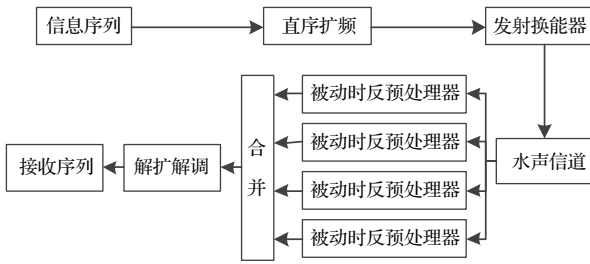 信息序列
直序扩频
发射换能器
被动时反预处理器
被动时反预处理器
被动时反预处理器
被动时反预处理器
合并
水声信道
解扩解调
接收序列